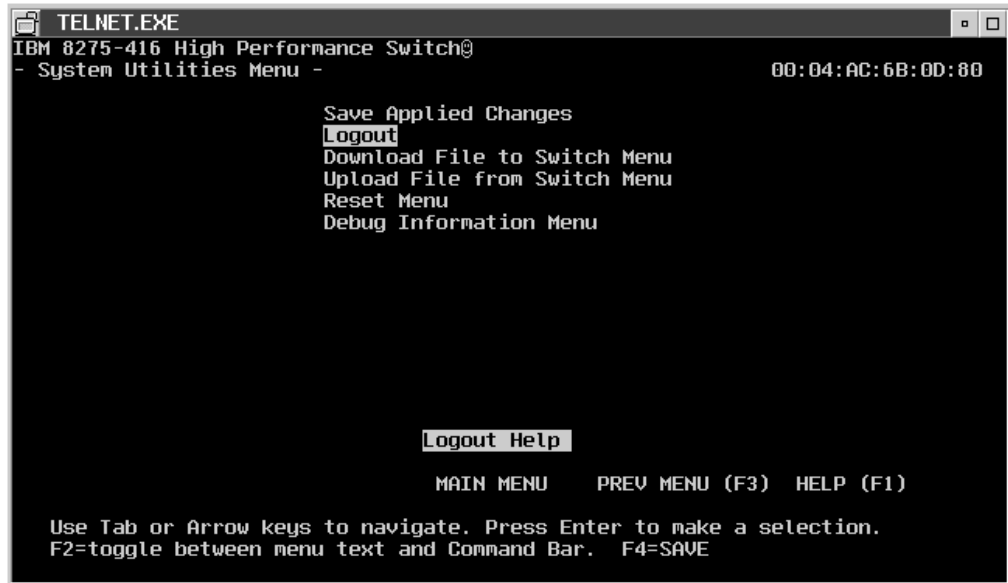 TELNET.EXE
IBM 8275-416 High Performance Switch
- System Utilities Menu - 00:04:AC:6B:0D:80
Save Applied Changes
Logout
Download File to Switch Menu
Upload File from Switch Menu
Reset Menu
Debug Information Menu
Logout Help
MAIN MENU PREV MENU (F3) HELP (F1)
Use Tab or Arrow keys to navigate. Press Enter to make a selection.
F2=toggle between menu text and Command Bar. F4=SAVE